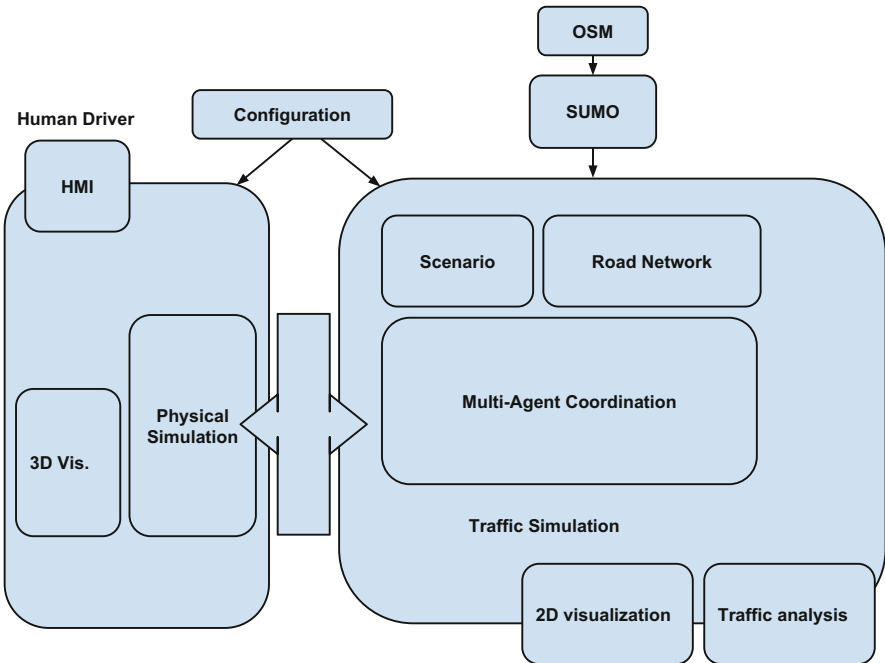 OSM
SUMO
Configuration
Human Driver
HMI
Scenario
Road Network
Multi-Agent Coordination
Physical
Simulation
3D Vis.
Traffic Simulation
2D visualization
Traffic analysis